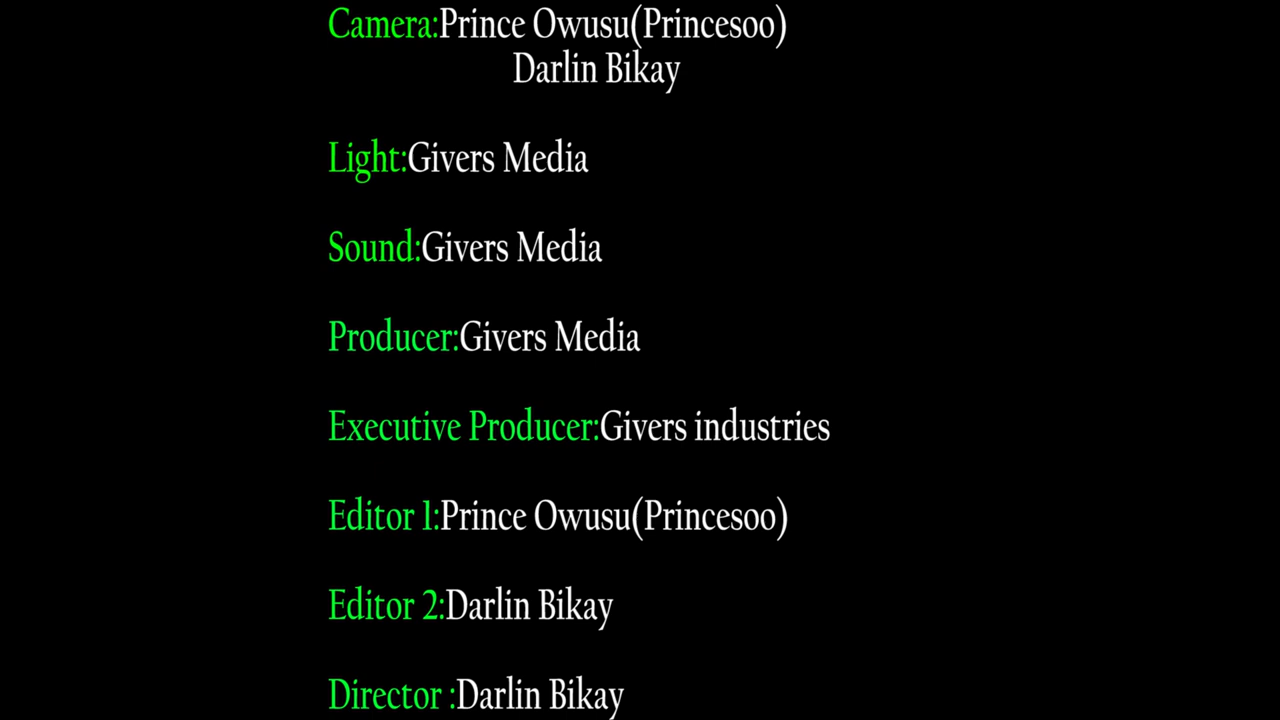 Camera:Prince Owusu(Princesoo)
Darlin Bikay
Light:Givers Media
Sound:Givers Media
Producer:Givers Media
Executive Producer:Givers industries
Editor 1:Prince Owusu(Princesoo)
Editor 2:Darlin Bikay
Director :Darlin Bikay